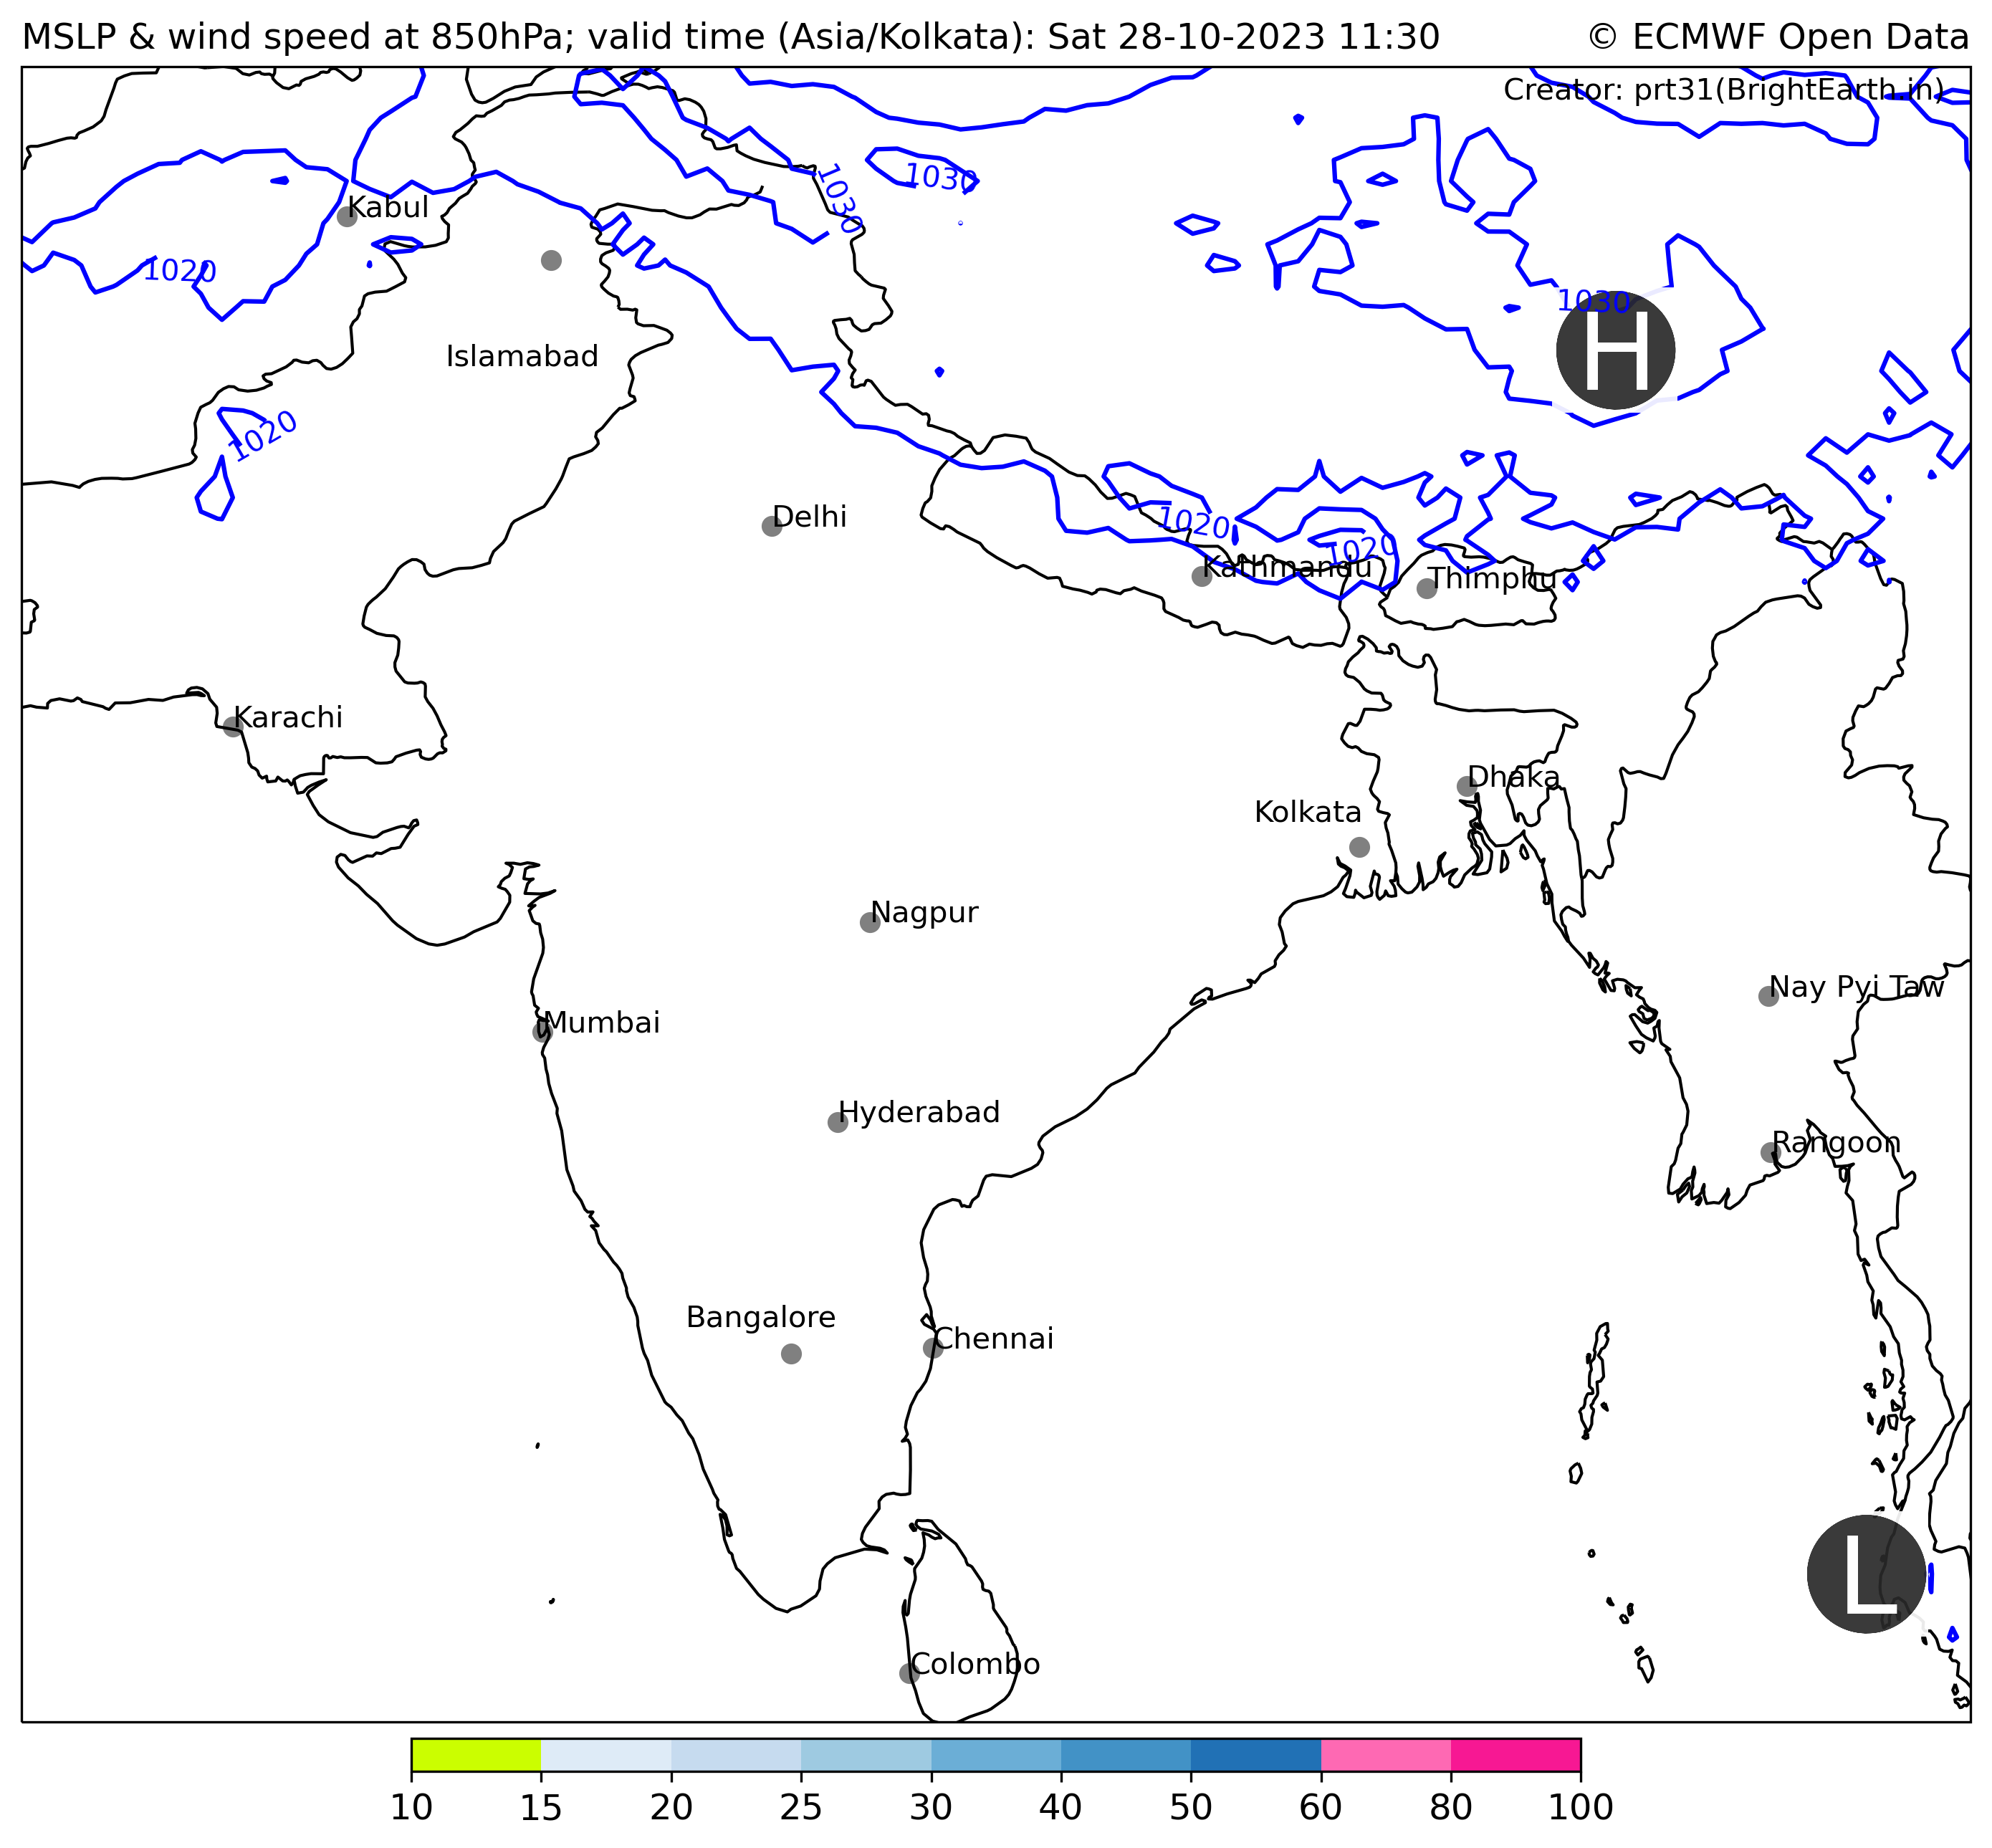 MSLP & wind speed at 850hPa; valid time (Asia/Kolkata): Sat 28-10-2023 11:30
© ECMWF Open Data
Creator: prt31(BrightEarth.in)
1030
1030
Kabul
1020
1030
H
Islamabad
1020
Delhi
1020
1020
Kathmandu
Thimphu
Karachi
Dhaka
Kolkata
Nagpur
Nay Pyi Taw
Mumbai
Hyderabad
Rangoon
Bangalore
Chennai
L
Colombo
10 15 20 25 30 40 50 60 80 100